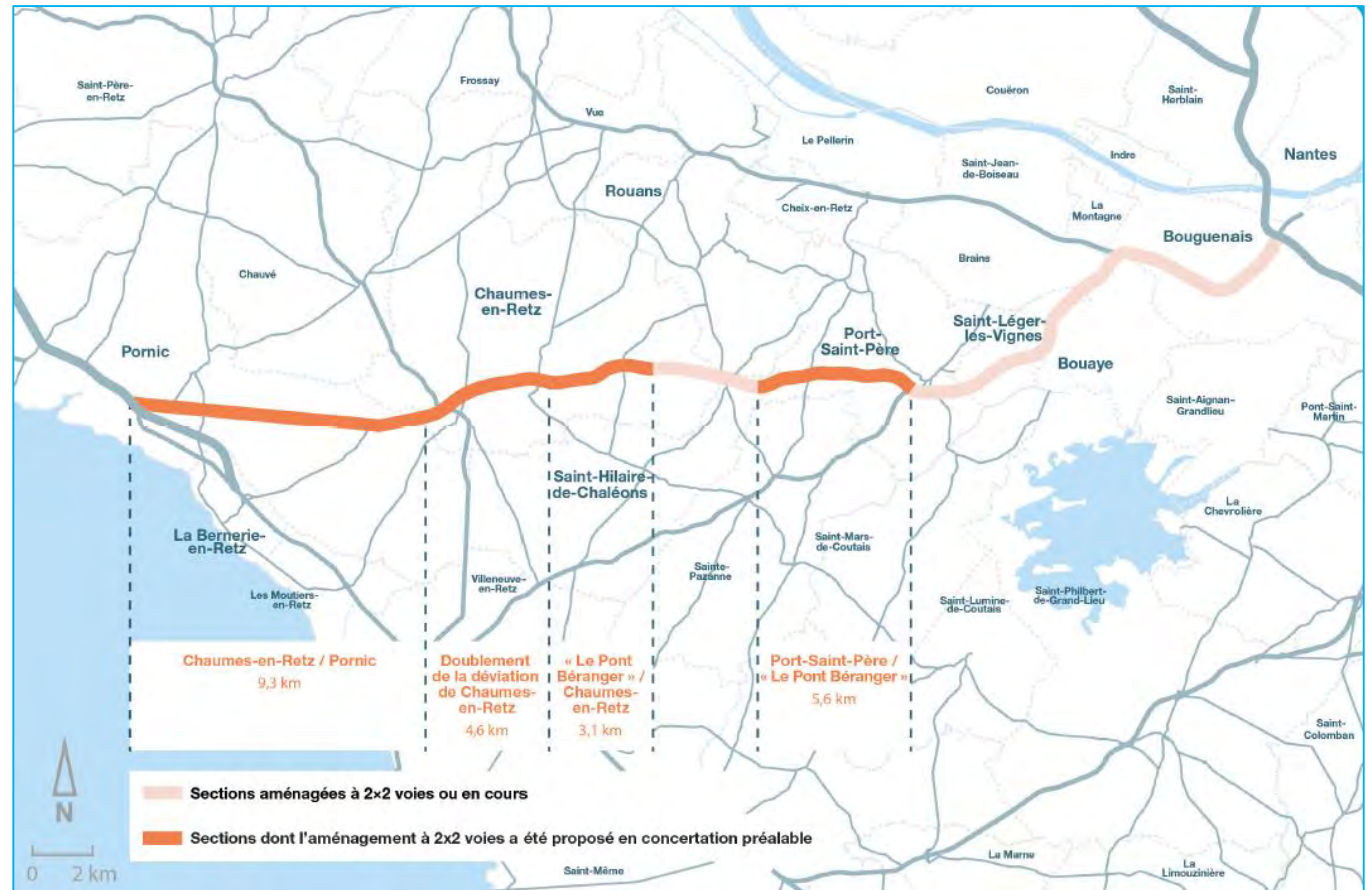 Saint-Père-
en-Retz
Frossay
Vue
Couëron
Saint-
Herblain
Le Pellerin
Saint-Jean-
de-Boiseau
Indre
Nantes
Rouans
Cheix-en-Retz
La
Montagne
Bouguenais
Chauvé
Brains
Chaumes-
en-Retz
Port-
Saint-Père
Saint-Léger-
les-Vignes
Pornic
Bouaye
Saint-Aignan-
Grandlieu
Pont-Saint-
Martin
Saint-Hilaire-
de-Chaléons
La
Chevrolière
La Bernerie-
en-Retz
Saint-Mars-
de-Coutais
Villeneuve-
en-Retz
Sainte-
Pazanne
Les Moutiers-
en-Retz
Saint-Lumine-
de-Coutais
Saint-Philbert-
de-Grand-Lieu
Chaumes-en-Retz / Pornic
9,3 km
Doublement
de la déviation
de Chaumes-
en-Retz
4,6 km
« Le Pont
Béranger » /
Chaumes-
en-Retz
3,1 km
Port-Saint-Père /
« Le Pont Béranger »
5,6 km
Saint-
Colomban
N
0 2 km
Sections aménagées à 2×2 voies ou en cours
Sections dont l'aménagement à 2x2 voies a été proposé en concertation préalable
Saint-Même
La Marne
La
Limouzinière